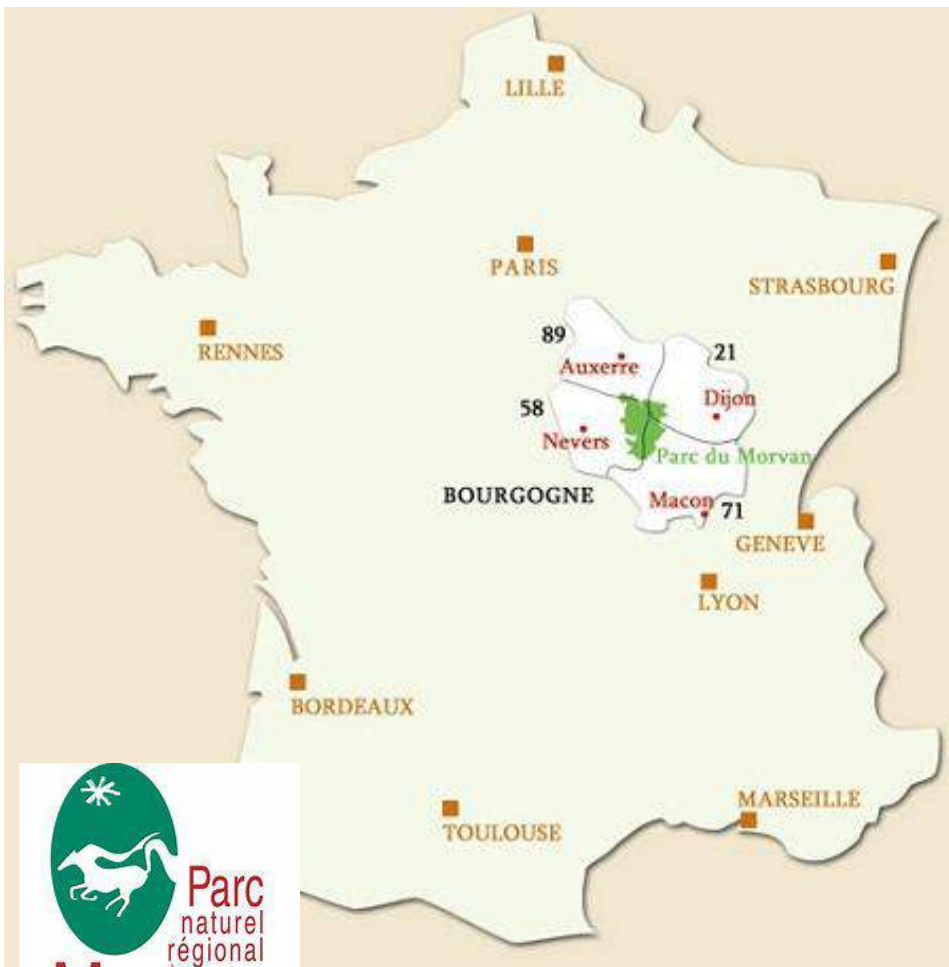 LILLE
PARIS
STRASBOURG
RENNES
89
21
Auxerre
Dijon
58
Nevers
Parc du Morvan
BOURGOGNE
Macon
71
GENEVE
LYON
BORDEAUX
MARSEILLE
TOULOUSE
Parc
naturel
régional